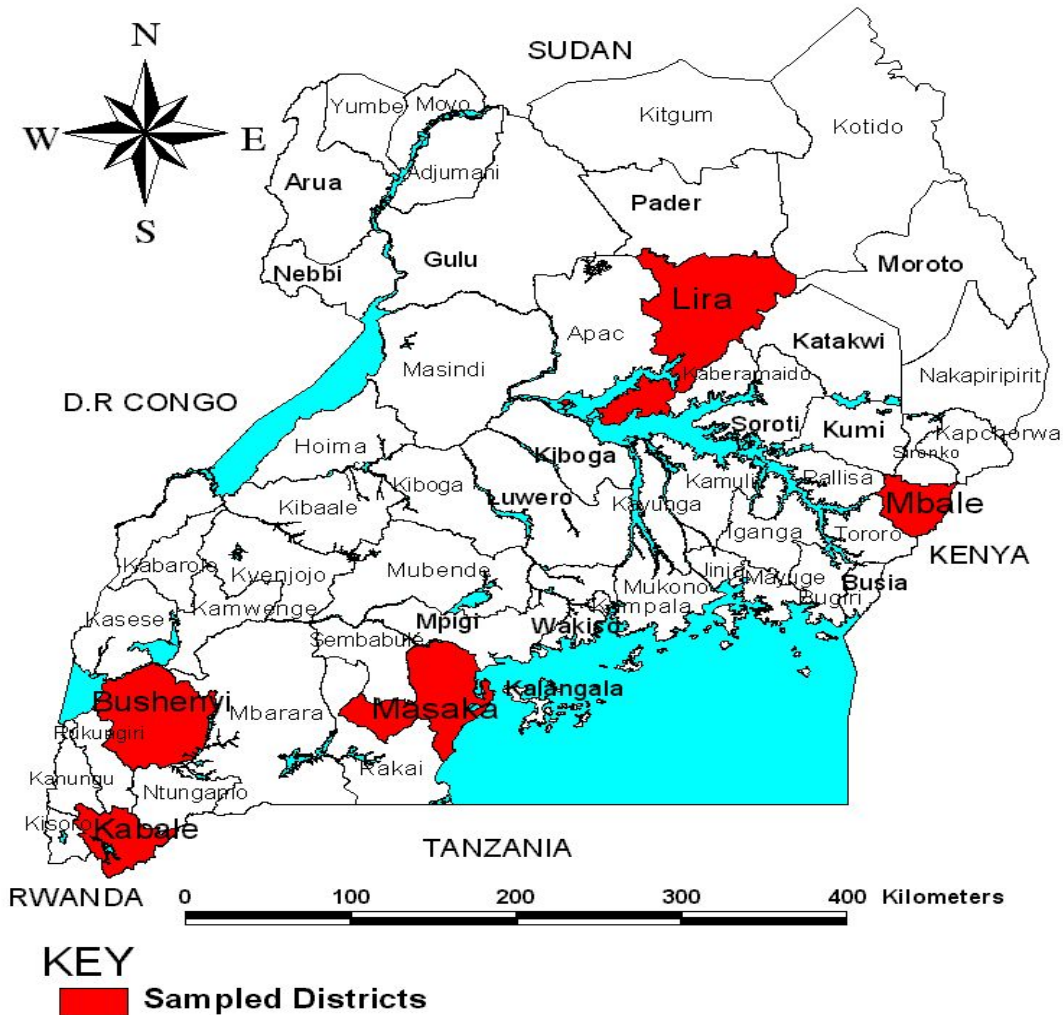 N
SUDAN
W
E
S
Yumbe
Moyo
Kitgum
Kotido
Adjumani
Arua
Pader
Nebbi
Gulu
Moroto
Lira
Apac
Katakwi
Masindi
Kaberamaido
Nakapiripirit
D.R CONGO
Soroti
Kumi
Kapchorwa
Hoima
Kiboga
Sironko
Kiboga
Kamuli
Pallisa
Kibaale
Luwero
Kayunga
Mbale
Iganga
Tororo
KENYA
Kabarole
Kyenjojo
Mubende
Jinja
Mayuge
Busia
Mukono
Bugiri
Kamwenge
Kampala
Kasese
Mpigi
Wakiso
Sembabule
Kalangala
Bushenyi
Mbarara
Masaka
Rukungiri
Rakai
Kanungu
Ntungamo
Kisoro
Kabale
TANZANIA
RWANDA
0 100 200 300 400 Kilometers
KEY
Sampled Districts